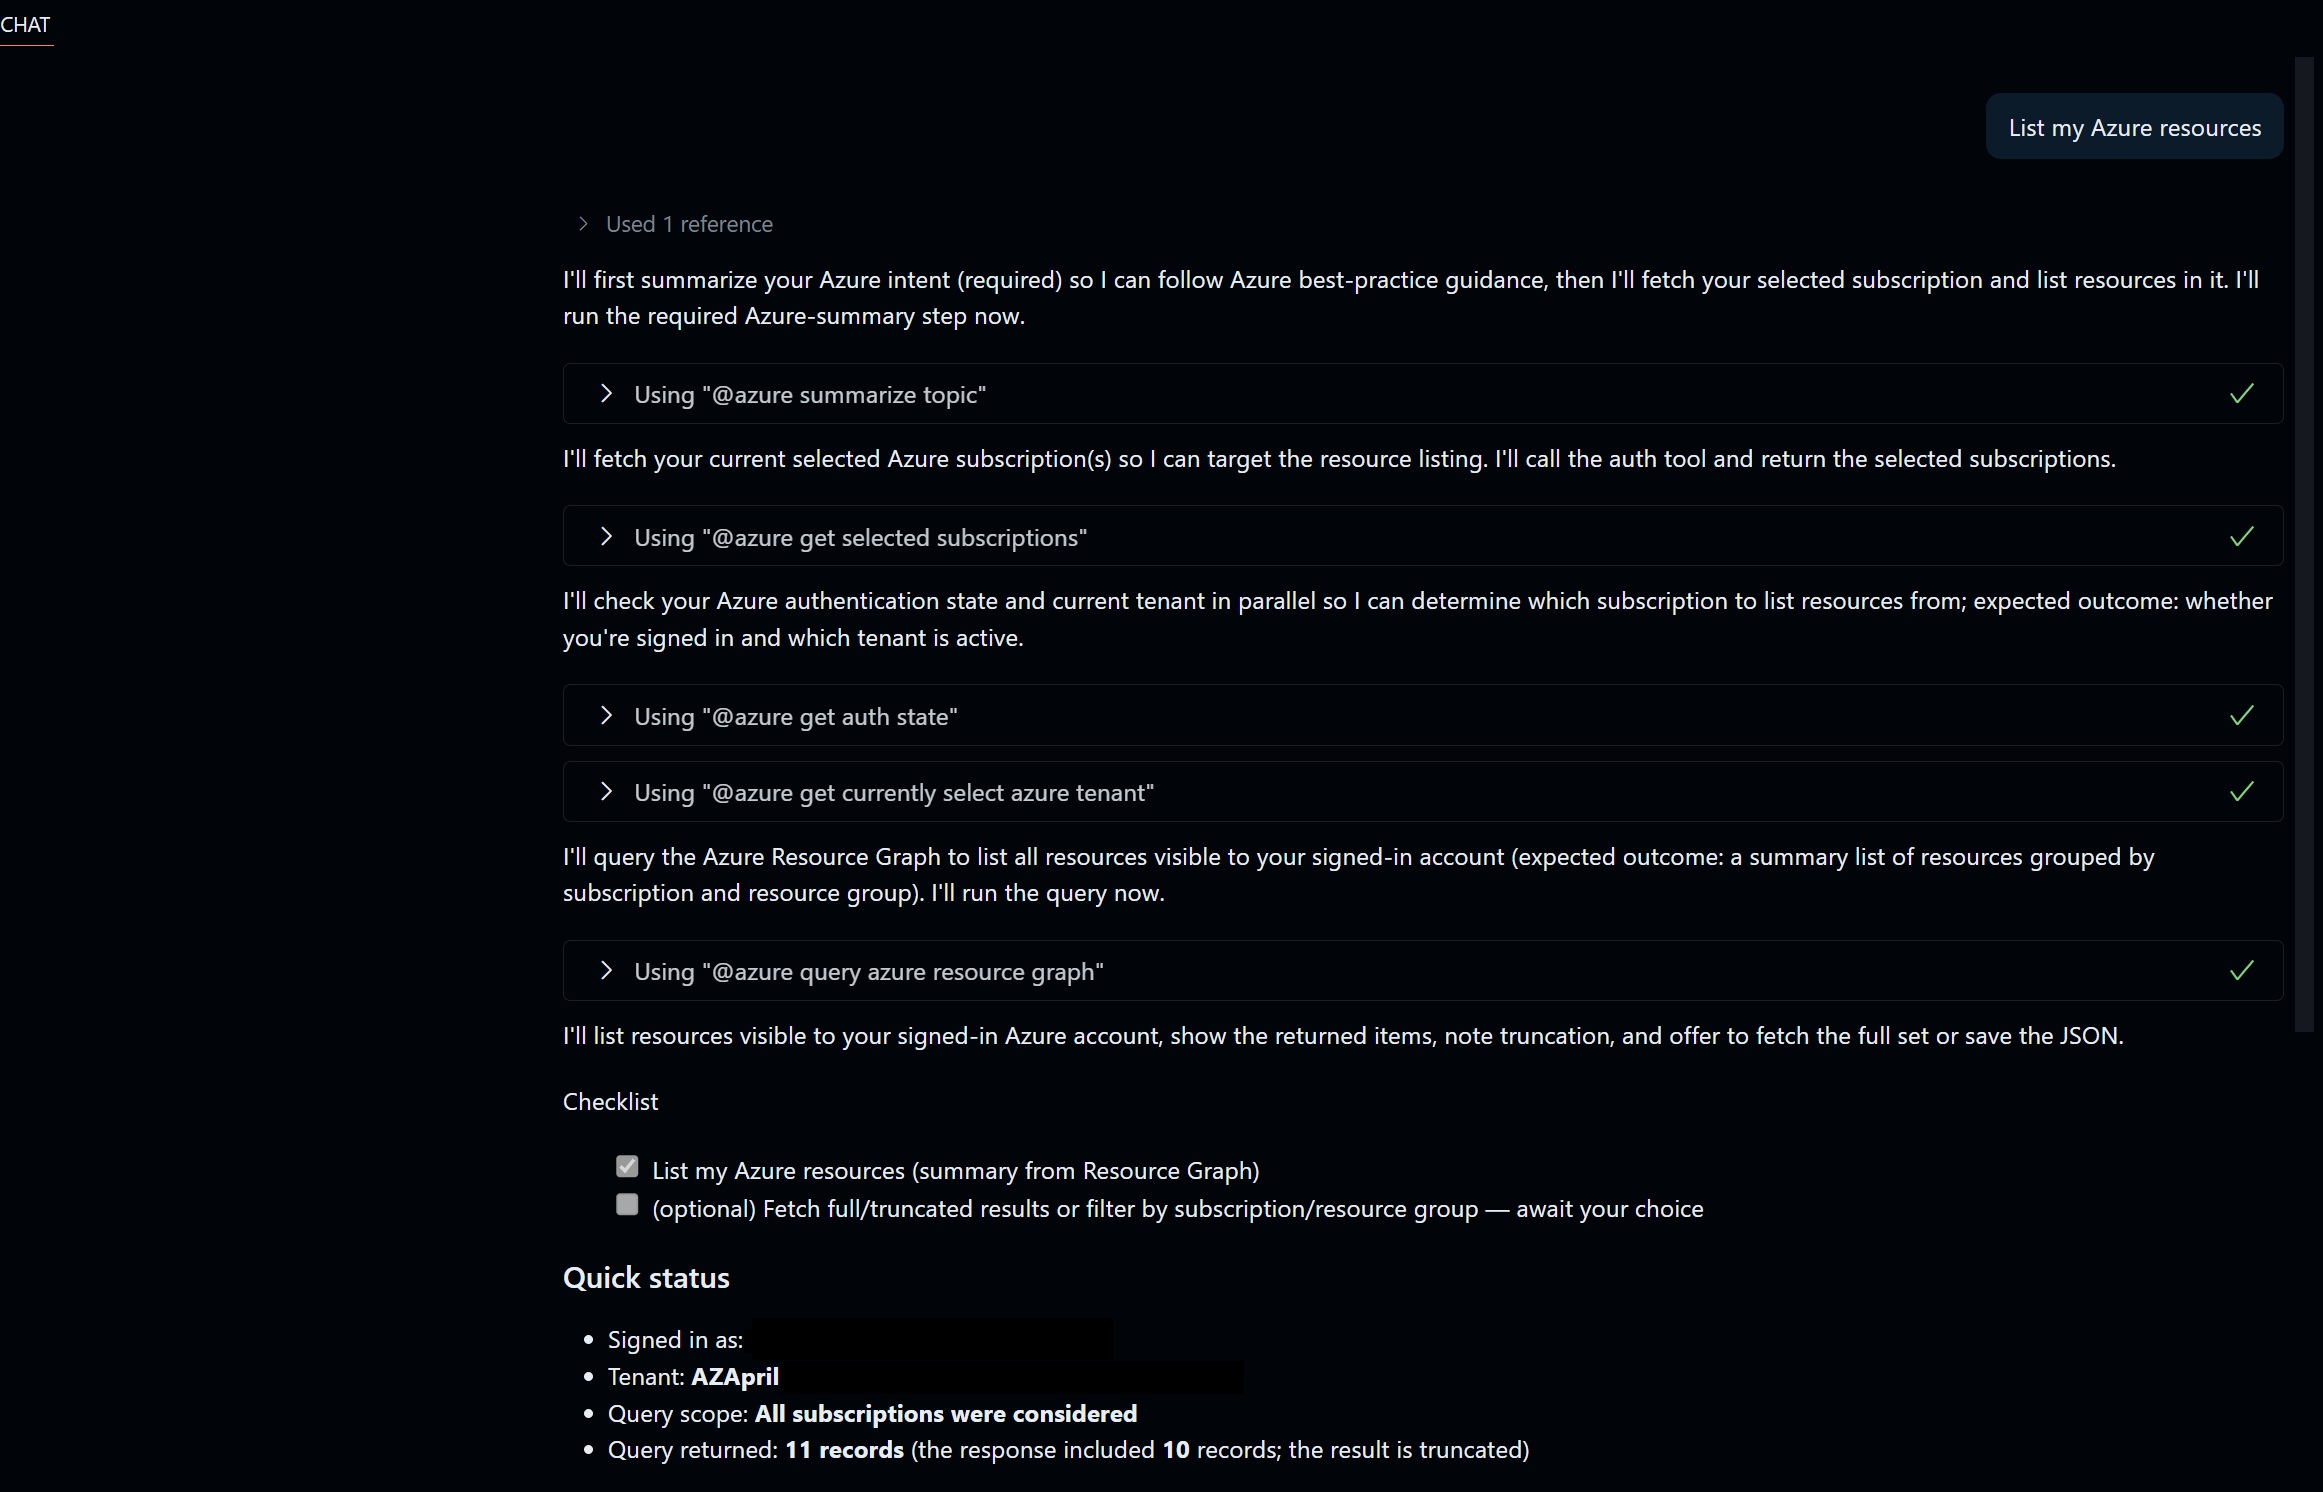 CHAT
List my Azure resources
Used 1 reference
I'll first summarize your Azure intent (required) so I can follow Azure best-practice guidance, then I'll fetch your selected subscription and list resources in it. I'll
run the required Azure-summary step now.
Using "@azure summarize topic"
I'll fetch your current selected Azure subscription(s) so I can target the resource listing. I'll call the auth tool and return the selected subscriptions.
Using "@azure get selected subscriptions"
I'll check your Azure authentication state and current tenant in parallel so I can determine which subscription to list resources from; expected outcome: whether
you're signed in and which tenant is active.
Using "@azure get auth state"
Using "@azure get currently select azure tenant"
I'll query the Azure Resource Graph to list all resources visible to your signed-in account (expected outcome: a summary list of resources grouped by
subscription and resource group). I'll run the query now.
Using "@azure query azure resource graph"
I'll list resources visible to your signed-in Azure account, show the returned items, note truncation, and offer to fetch the full set or save the JSON.
Checklist
List my Azure resources (summary from Resource Graph)
(optional) Fetch full/truncated results or filter by subscription/resource group — await your choice
Quick status
• Signed in as:
• Tenant: AZApril
• Query scope: All subscriptions were considered
• Query returned: 11 records (the response included 10 records; the result is truncated)